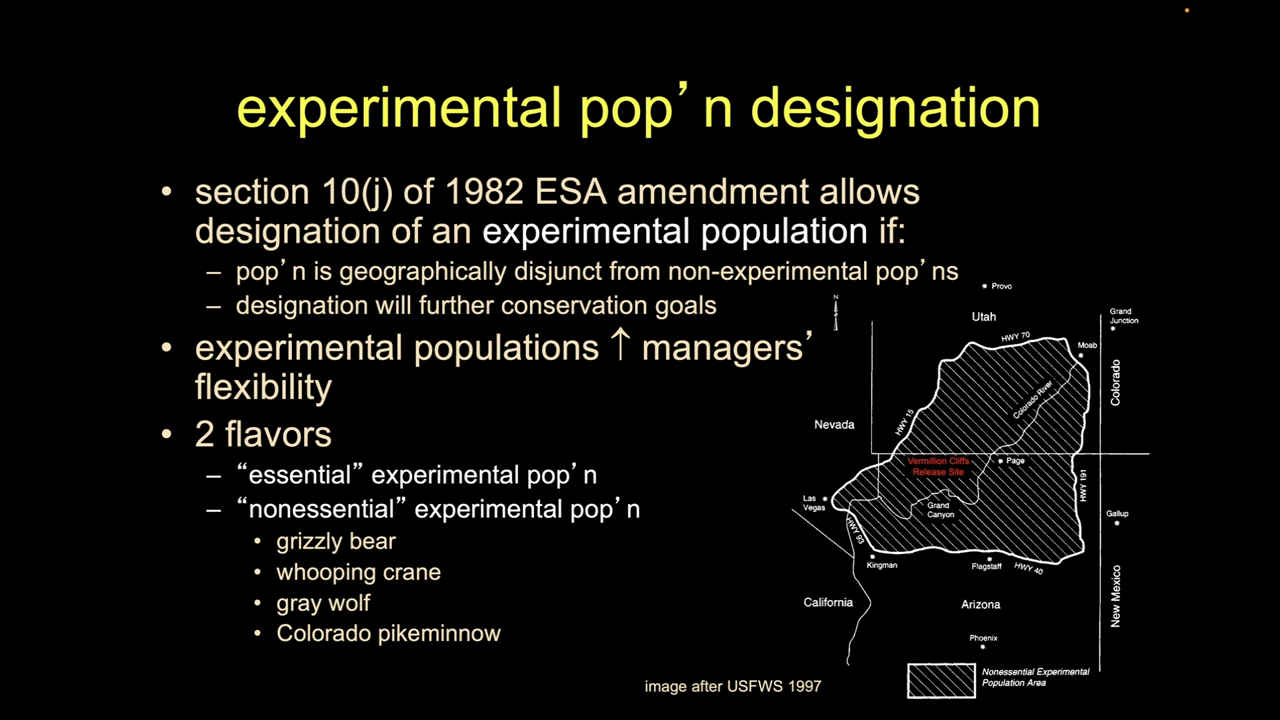 experimental pop’n designation
• section 10(j) of 1982 ESA amendment allows
designation of an experimental population if:
– pop’n is geographically disjunct from non-experimental pop’ns
– designation will further conservation goals
• experimental populations ↑ managers’
flexibility
• 2 flavors
– “essential” experimental pop’n
– “nonessential” experimental pop’n
• grizzly bear
• whooping crane
• gray wolf
• Colorado pikeminnow
N
Provo
Utah
Grand
Junction
HWY 70
Moab
Colorado
Colorado River
HWY 15
Nevada
Vermillion Cliffs
Release Site
Page
HWY 191
Las
Vegas
Grand
Canyon
Gallup
HWY 93
Kingman
Flagstaff
HWY 40
California
Arizona
New Mexico
Phoenix
Nonessential Experimental
Population Area
image after USFWS 1997